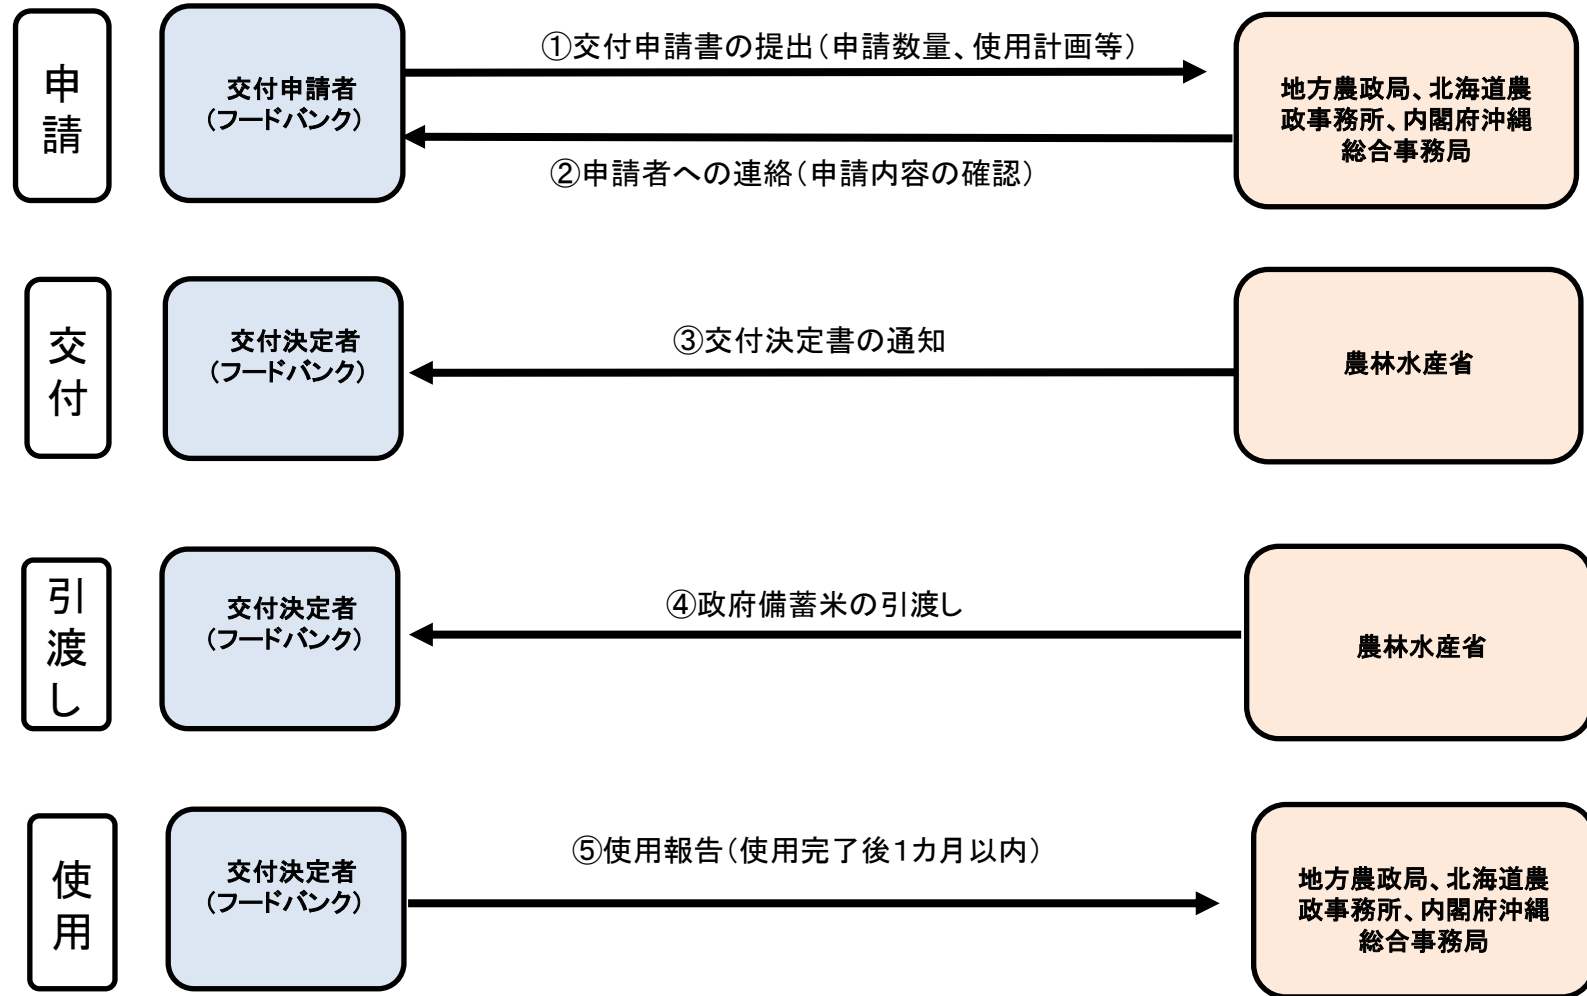 申請
交付申請者
(フードバンク)
①交付申請書の提出(申請数量、使用計画等)
②申請者への連絡(申請内容の確認)
地方農政局、北海道農
政事務所、内閣府沖縄
総合事務局
交付
交付決定者
(フードバンク)
③交付決定書の通知
農林水産省
引渡し
交付決定者
(フードバンク)
④政府備蓄米の引渡し
農林水産省
使用
交付決定者
(フードバンク)
⑤使用報告(使用完了後1カ月以内)
地方農政局、北海道農
政事務所、内閣府沖縄
総合事務局